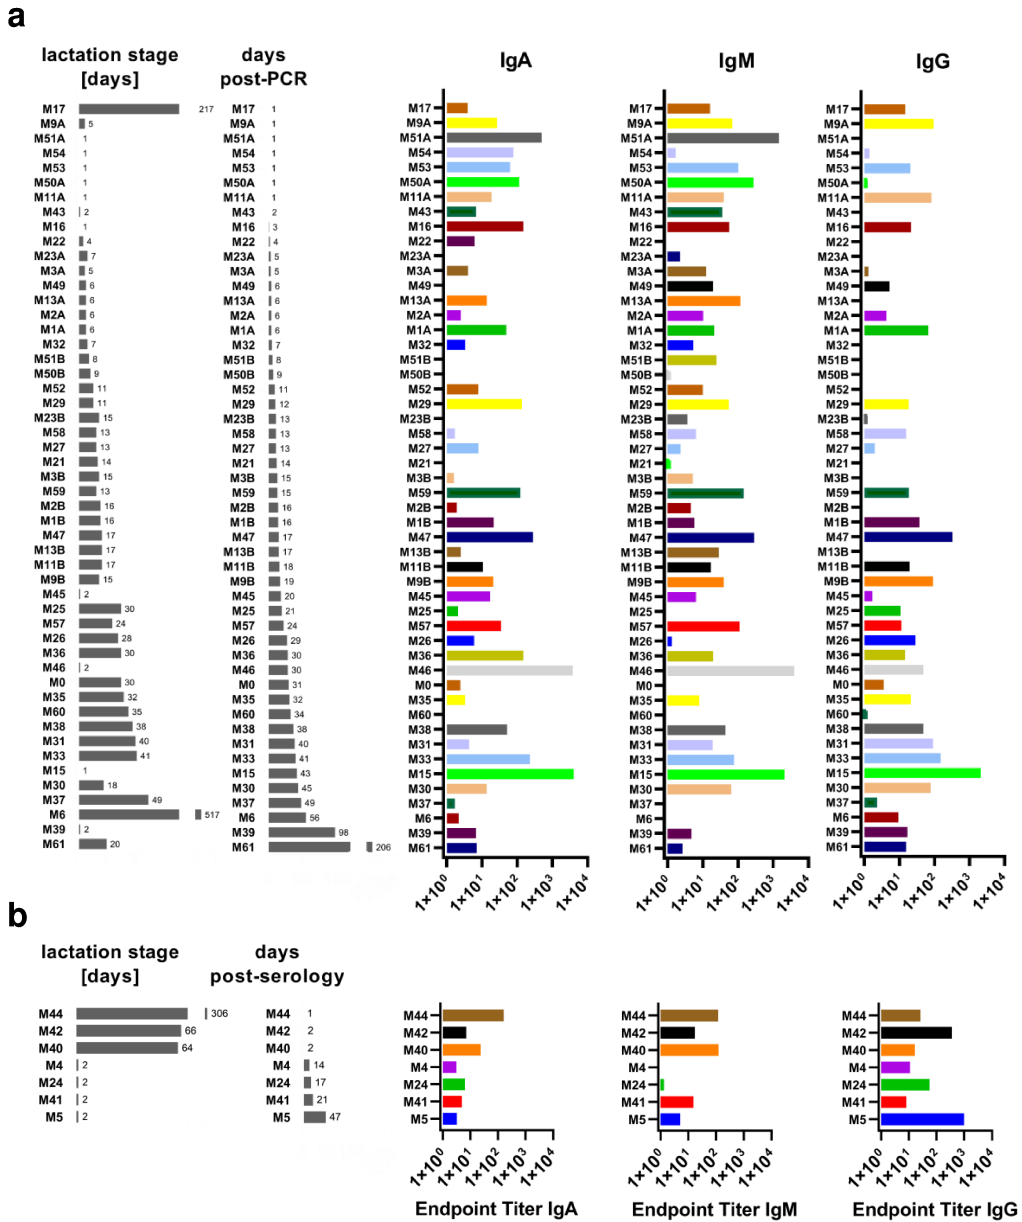 a
lactation stage
[days]
days
post-PCR
IgA
IgM
IgG
M17 217 M17 1 M17 M17 M17
M9A 5 M9A 1 M9A M9A M9A
M51A 1 M51A 1 M51A M51A M51A
M54 1 M54 1 M54 M54 M54
M53 1 M53 1 M53 M53 M53
M50A 1 M50A 1 M50A M50A M50A
M11A 1 M11A 1 M11A M11A M11A
M43 2 M43 2 M43 M43 M43
M16 1 M16 3 M16 M16 M16
M22 4 M22 4 M22 M22 M22
M23A 7 M23A 5 M23A M23A M23A
M3A 5 M3A 5 M3A M3A M3A
M49 6 M49 6 M49 M49 M49
M13A 6 M13A 6 M13A M13A M13A
M2A 6 M2A 6 M2A M2A M2A
M1A 6 M1A 6 M1A M1A M1A
M32 7 M32 7 M32 M32 M32
M51B 8 M51B 8 M51B M51B M51B
M50B 9 M50B 9 M50B M50B M50B
M52 11 M52 11 M52 M52 M52
M29 11 M29 12 M29 M29 M29
M23B 15 M23B 13 M23B M23B M23B
M58 13 M58 13 M58 M58 M58
M27 13 M27 13 M27 M27 M27
M21 14 M21 14 M21 M21 M21
M3B 15 M3B 15 M3B M3B M3B
M59 13 M59 15 M59 M59 M59
M2B 16 M2B 16 M2B M2B M2B
M1B 16 M1B 16 M1B M1B M1B
M47 17 M47 17 M47 M47 M47
M13B 17 M13B 17 M13B M13B M13B
M11B 17 M11B 18 M11B M11B M11B
M9B 15 M9B 19 M9B M9B M9B
M45 2 M45 20 M45 M45 M45
M25 30 M25 21 M25 M25 M25
M57 24 M57 24 M57 M57 M57
M26 28 M26 29 M26 M26 M26
M36 30 M36 30 M36 M36 M36
M46 2 M46 30 M46 M46 M46
M0 30 M0 31 M0 M0 M0
M35 32 M35 32 M35 M35 M35
M60 35 M60 34 M60 M60 M60
M38 38 M38 38 M38 M38 M38
M31 40 M31 40 M31 M31 M31
M33 41 M33 41 M33 M33 M33
M15 1 M15 43 M15 M15 M15
M30 18 M30 45 M30 M30 M30
M37 49 M37 49 M37 M37 M37
M6 517 M6 56 M6 M6 M6
M39 2 M39 98 M39 M39 M39
M61 20 M61 206 M61 M61 M61
1×10⁰ 1×10¹ 1×10² 1×10³ 1×10⁴ 1×10⁰ 1×10¹ 1×10² 1×10³ 1×10⁴ 1×10⁰ 1×10¹ 1×10² 1×10³ 1×10⁴
b
lactation stage
[days]
days
post-serology
M44 306 M44 1 M44 M44 M44
M42 66 M42 2 M42 M42 M42
M40 64 M40 2 M40 M40 M40
M4 2 M4 14 M4 M4 M4
M24 2 M24 17 M24 M24 M24
M41 2 M41 21 M41 M41 M41
M5 2 M5 47 M5 M5 M5
1×10⁰ 1×10¹ 1×10² 1×10³ 1×10⁴ 1×10⁰ 1×10¹ 1×10² 1×10³ 1×10⁴ 1×10⁰ 1×10¹ 1×10² 1×10³ 1×10⁴
Endpoint Titer IgA
Endpoint Titer IgM
Endpoint Titer IgG